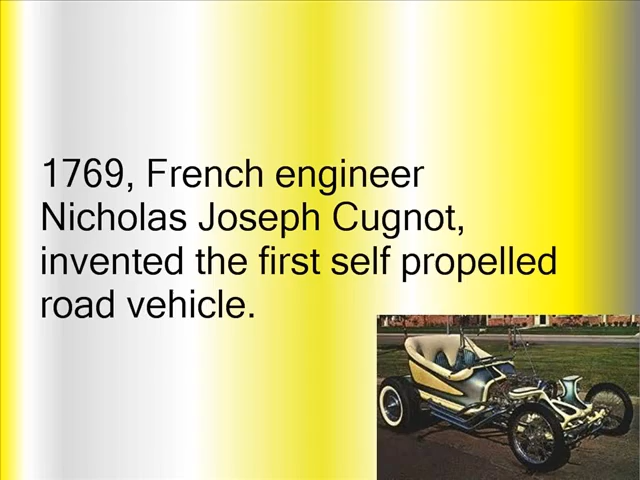 1769, French engineer
Nicholas Joseph Cugnot,
invented the first self propelled
road vehicle.